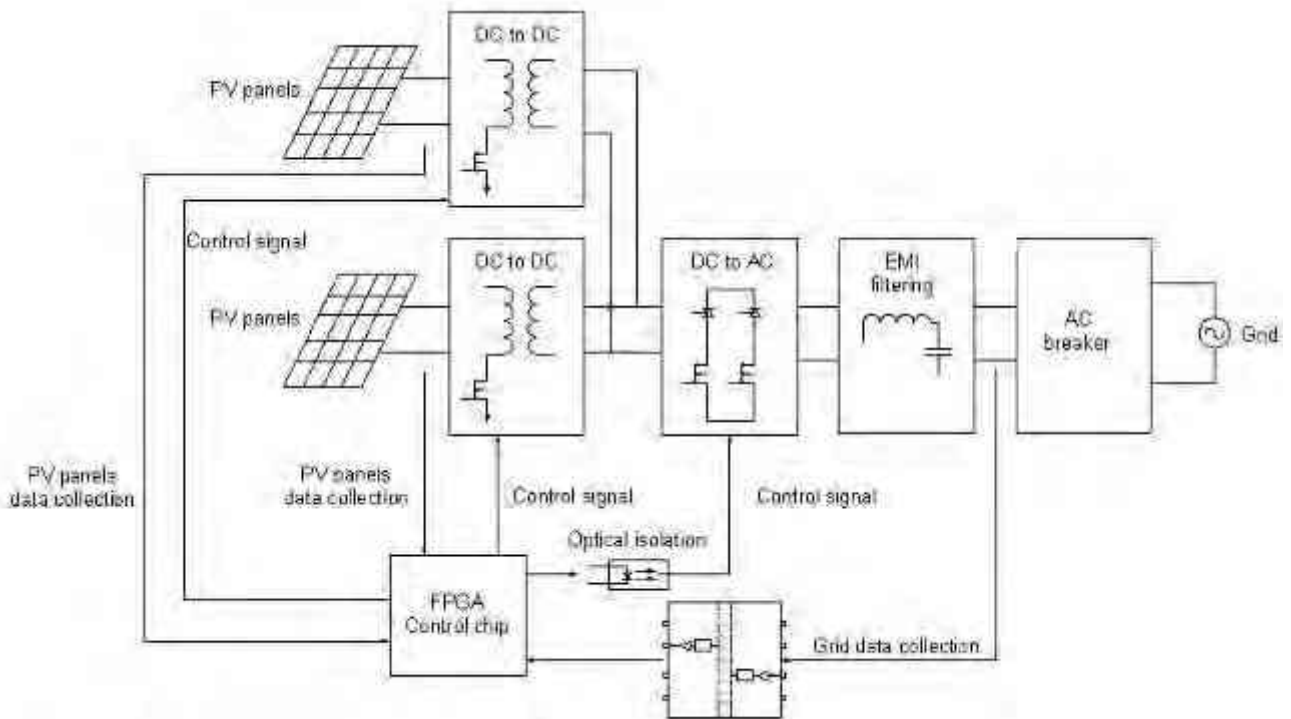 DC to DC
PV panels
Control signal
DC to DC
PV panels
DC to AC
EMI
filtering
AC
breaker
Grid
PV panels
data collection
PV panels
data collection
Control signal
Control signal
Optical isolation
FPGA
Control chip
Grid data collection